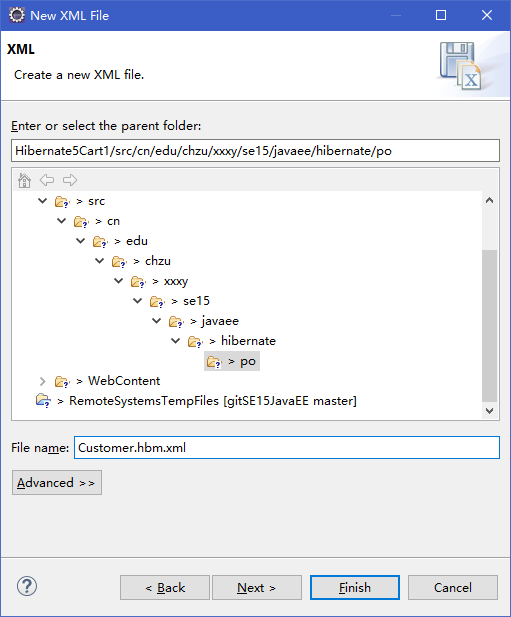 New XML File
XML
Create a new XML file.
Enter or select the parent folder:
Hibernate5Cart1/src/cn/edu/chzu/xxxy/se15/javaee/hibernate/po
> src
> cn
> edu
> chzu
> xxxy
> se15
> javaee
> hibernate
> po
> WebContent
> RemoteSystemsTempFiles [gitSE15JavaEE master]
File name: Customer.hbm.xml
Advanced >>
< Back Next > Finish Cancel